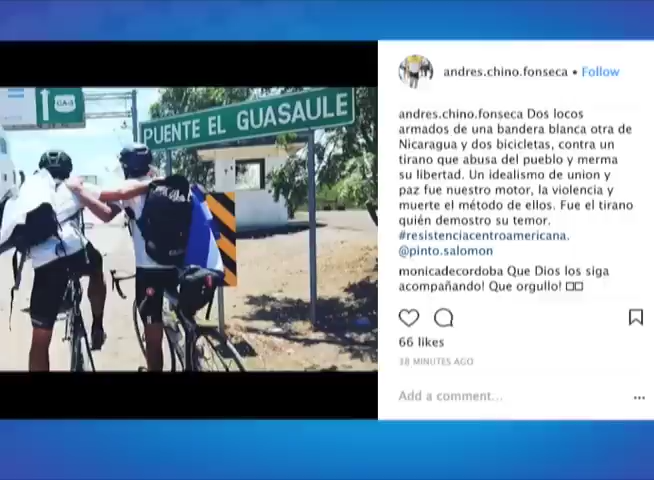 CA-3
PUENTE EL GUASAULE
andres.chino.fonseca • Follow
andres.chino.fonseca Dos locos
armados de una bandera blanca otra de
Nicaragua y dos bicicletas, contra un
tirano que abusa del pueblo y merma
su libertad. Un idealismo de union y
paz fue nuestro motor, la violencia y
muerte el método de ellos. Fue el tirano
quién demostro su temor.
#resistenciacentroamericana.
@pinto.salomon
monicadecordoba Que Dios los siga
acompañando! Que orgullo! □□
66 likes
38 MINUTES AGO
Add a comment...